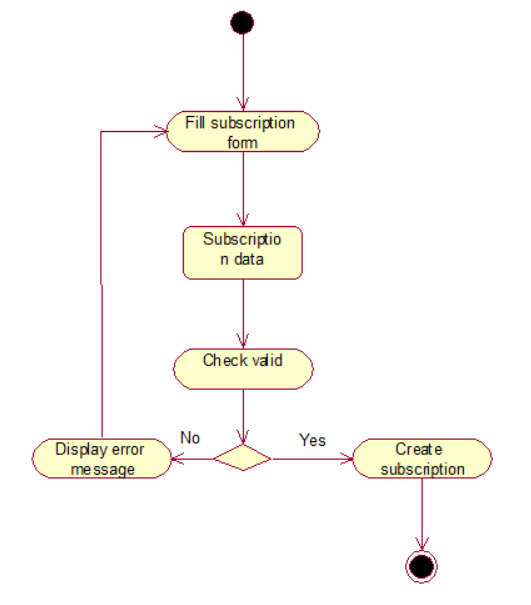 Fill subscription
form
Subscriptio
n data
Check valid
No
Yes
Display error
message
Create
subscription